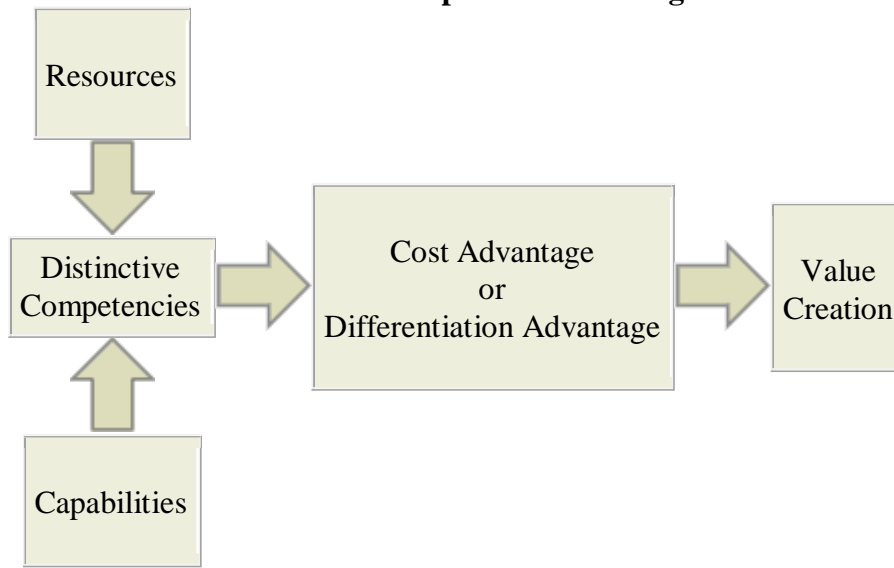 Resources
Distinctive
Competencies
Cost Advantage
or
Differentiation Advantage
Value
Creation
Capabilities